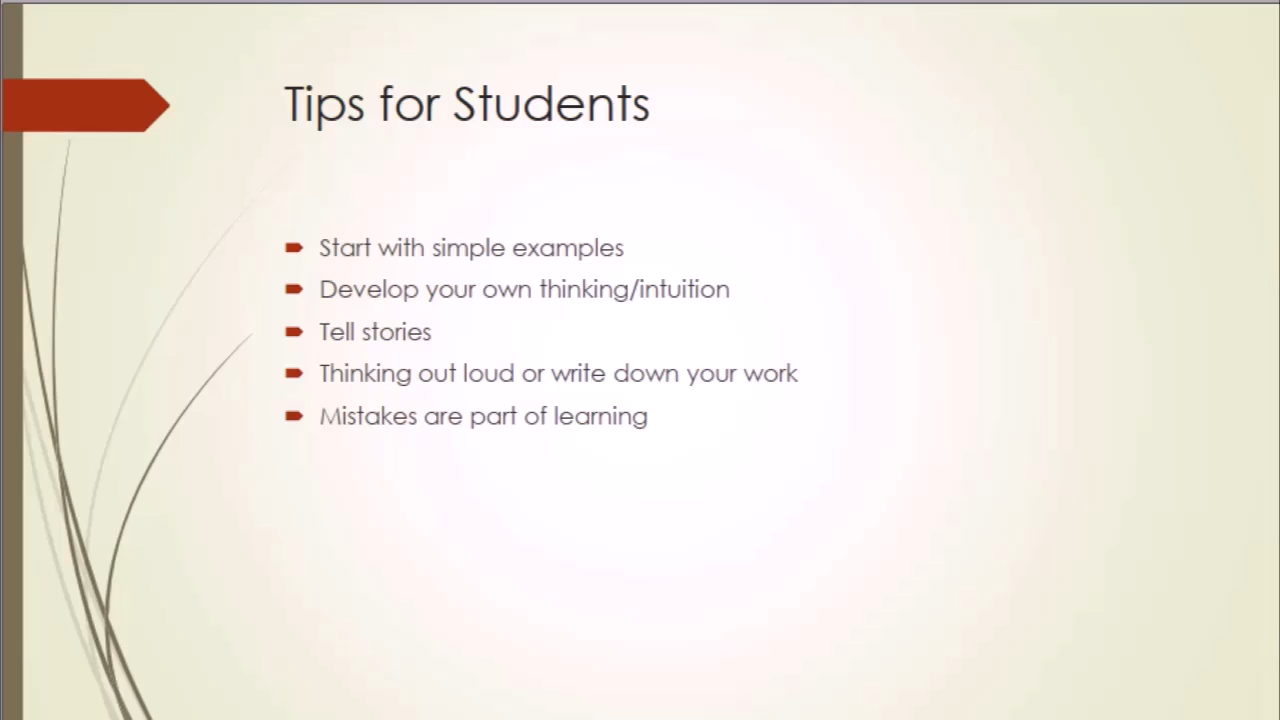 Tips for Students
Start with simple examples
Develop your own thinking/intuition
Tell stories
Thinking out loud or write down your work
Mistakes are part of learning